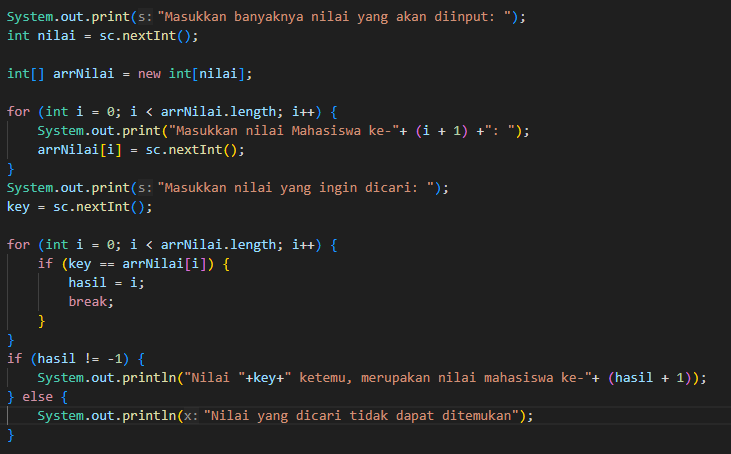 System.out.print(s: "Masukkan banyaknya nilai yang akan diinput: ");
int nilai = sc.nextInt();
int[] arrNilai = new int[nilai];
for (int i = 0; i < arrNilai.length; i++) {
System.out.print("Masukkan nilai Mahasiswa ke-"+ (i + 1) +": ");
arrNilai[i] = sc.nextInt();
}
System.out.print(s: "Masukkan nilai yang ingin dicari: ");
key = sc.nextInt();
for (int i = 0; i < arrNilai.length; i++) {
if (key == arrNilai[i]) {
hasil = i;
break;
}
}
if (hasil != -1) {
System.out.println("Nilai "+key+" ketemu, merupakan nilai mahasiswa ke-"+ (hasil + 1));
} else {
System.out.println(x: "Nilai yang dicari tidak dapat ditemukan");
}